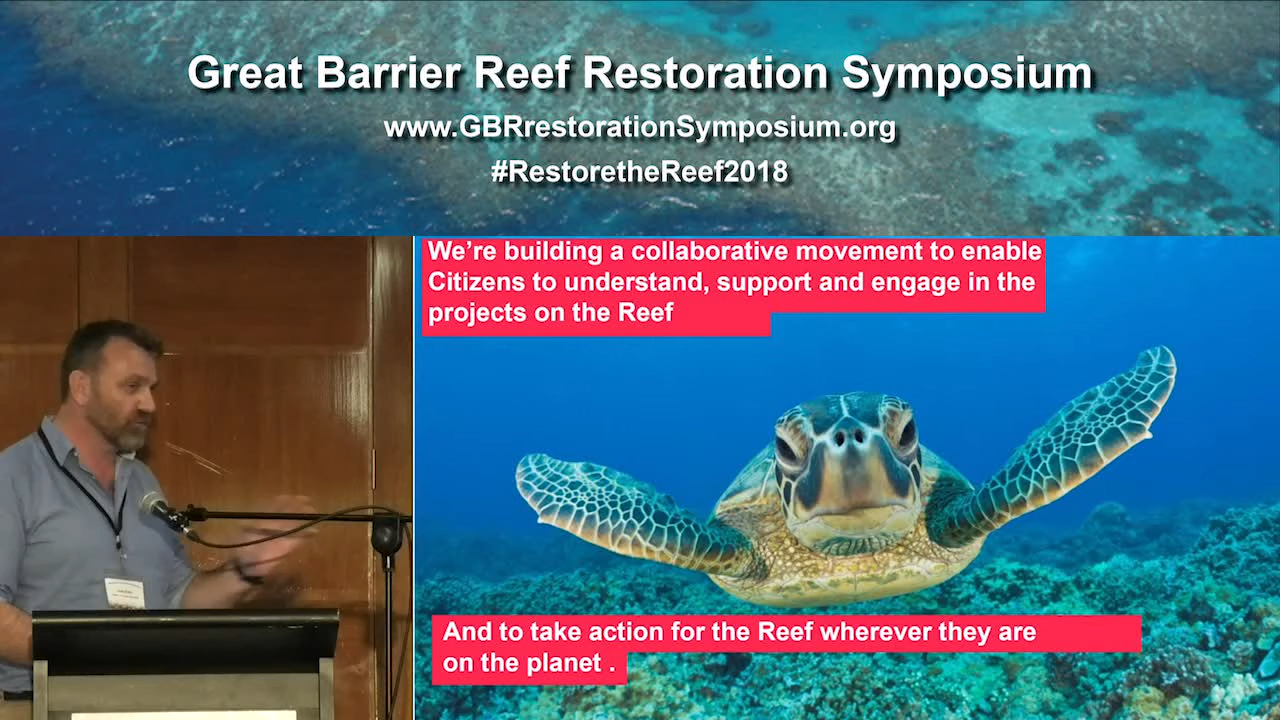 Great Barrier Reef Restoration Symposium
www.GBRrestorationSymposium.org
#RestoretheReef2018
We're building a collaborative movement to enable
Citizens to understand, support and engage in the
projects on the Reef
And to take action for the Reef wherever they are
on the planet .